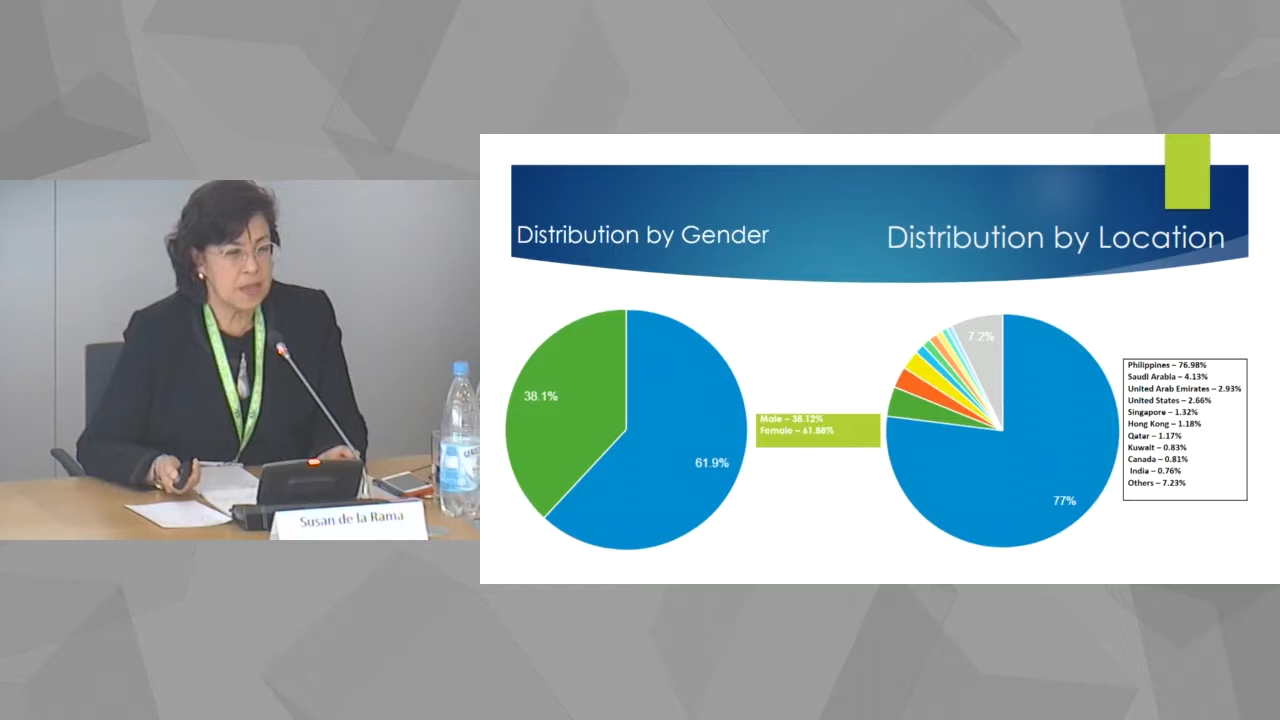 Distribution by Gender
Distribution by Location
38.1%
61.9%
Male – 38.12%
Female – 61.88%
7.2%
77%
Philippines – 76.98%
Saudi Arabia – 4.13%
United Arab Emirates – 2.93%
United States – 2.66%
Singapore – 1.32%
Hong Kong – 1.18%
Qatar – 1.17%
Kuwait – 0.83%
Canada – 0.81%
India – 0.76%
Others – 7.23%
Susan de la Rama